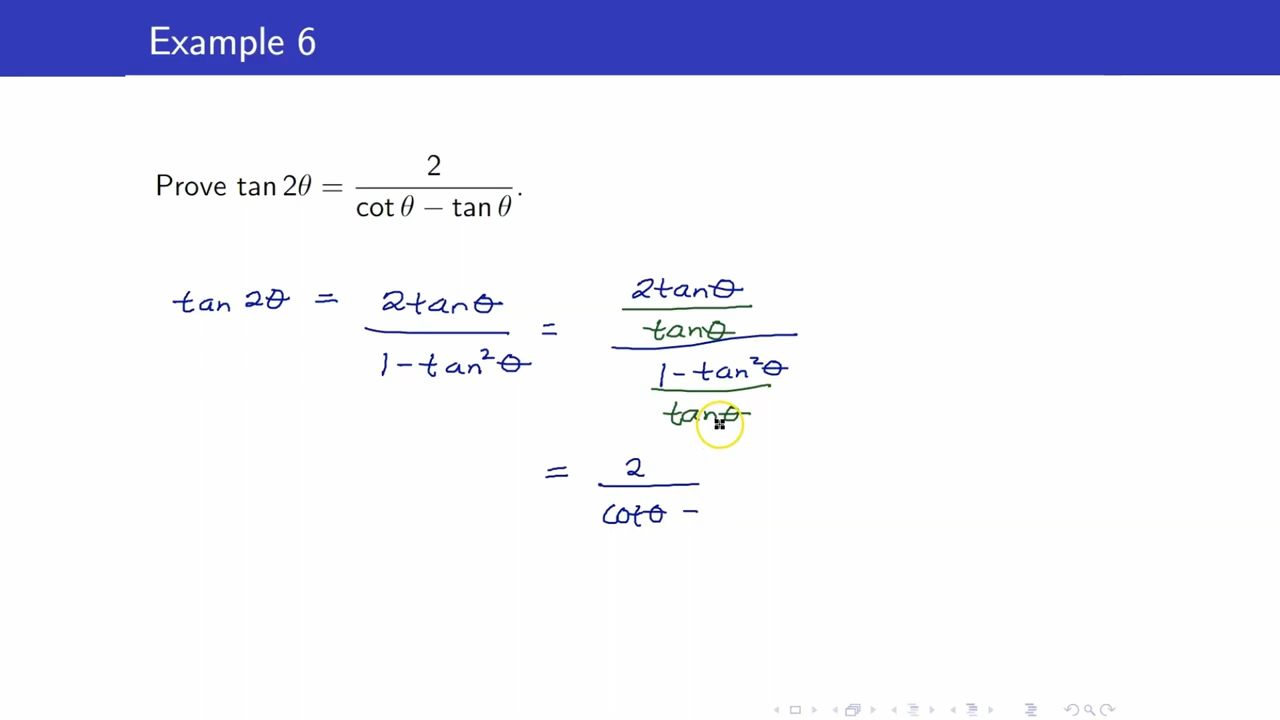 Example 6
Prove tan 2θ = 2 / (cot θ − tan θ).
tan 2θ = 2tanθ / (1 − tan²θ) = (2tanθ / tanθ) / ((1 − tan²θ) / tanθ)
= 2 / (cotθ −